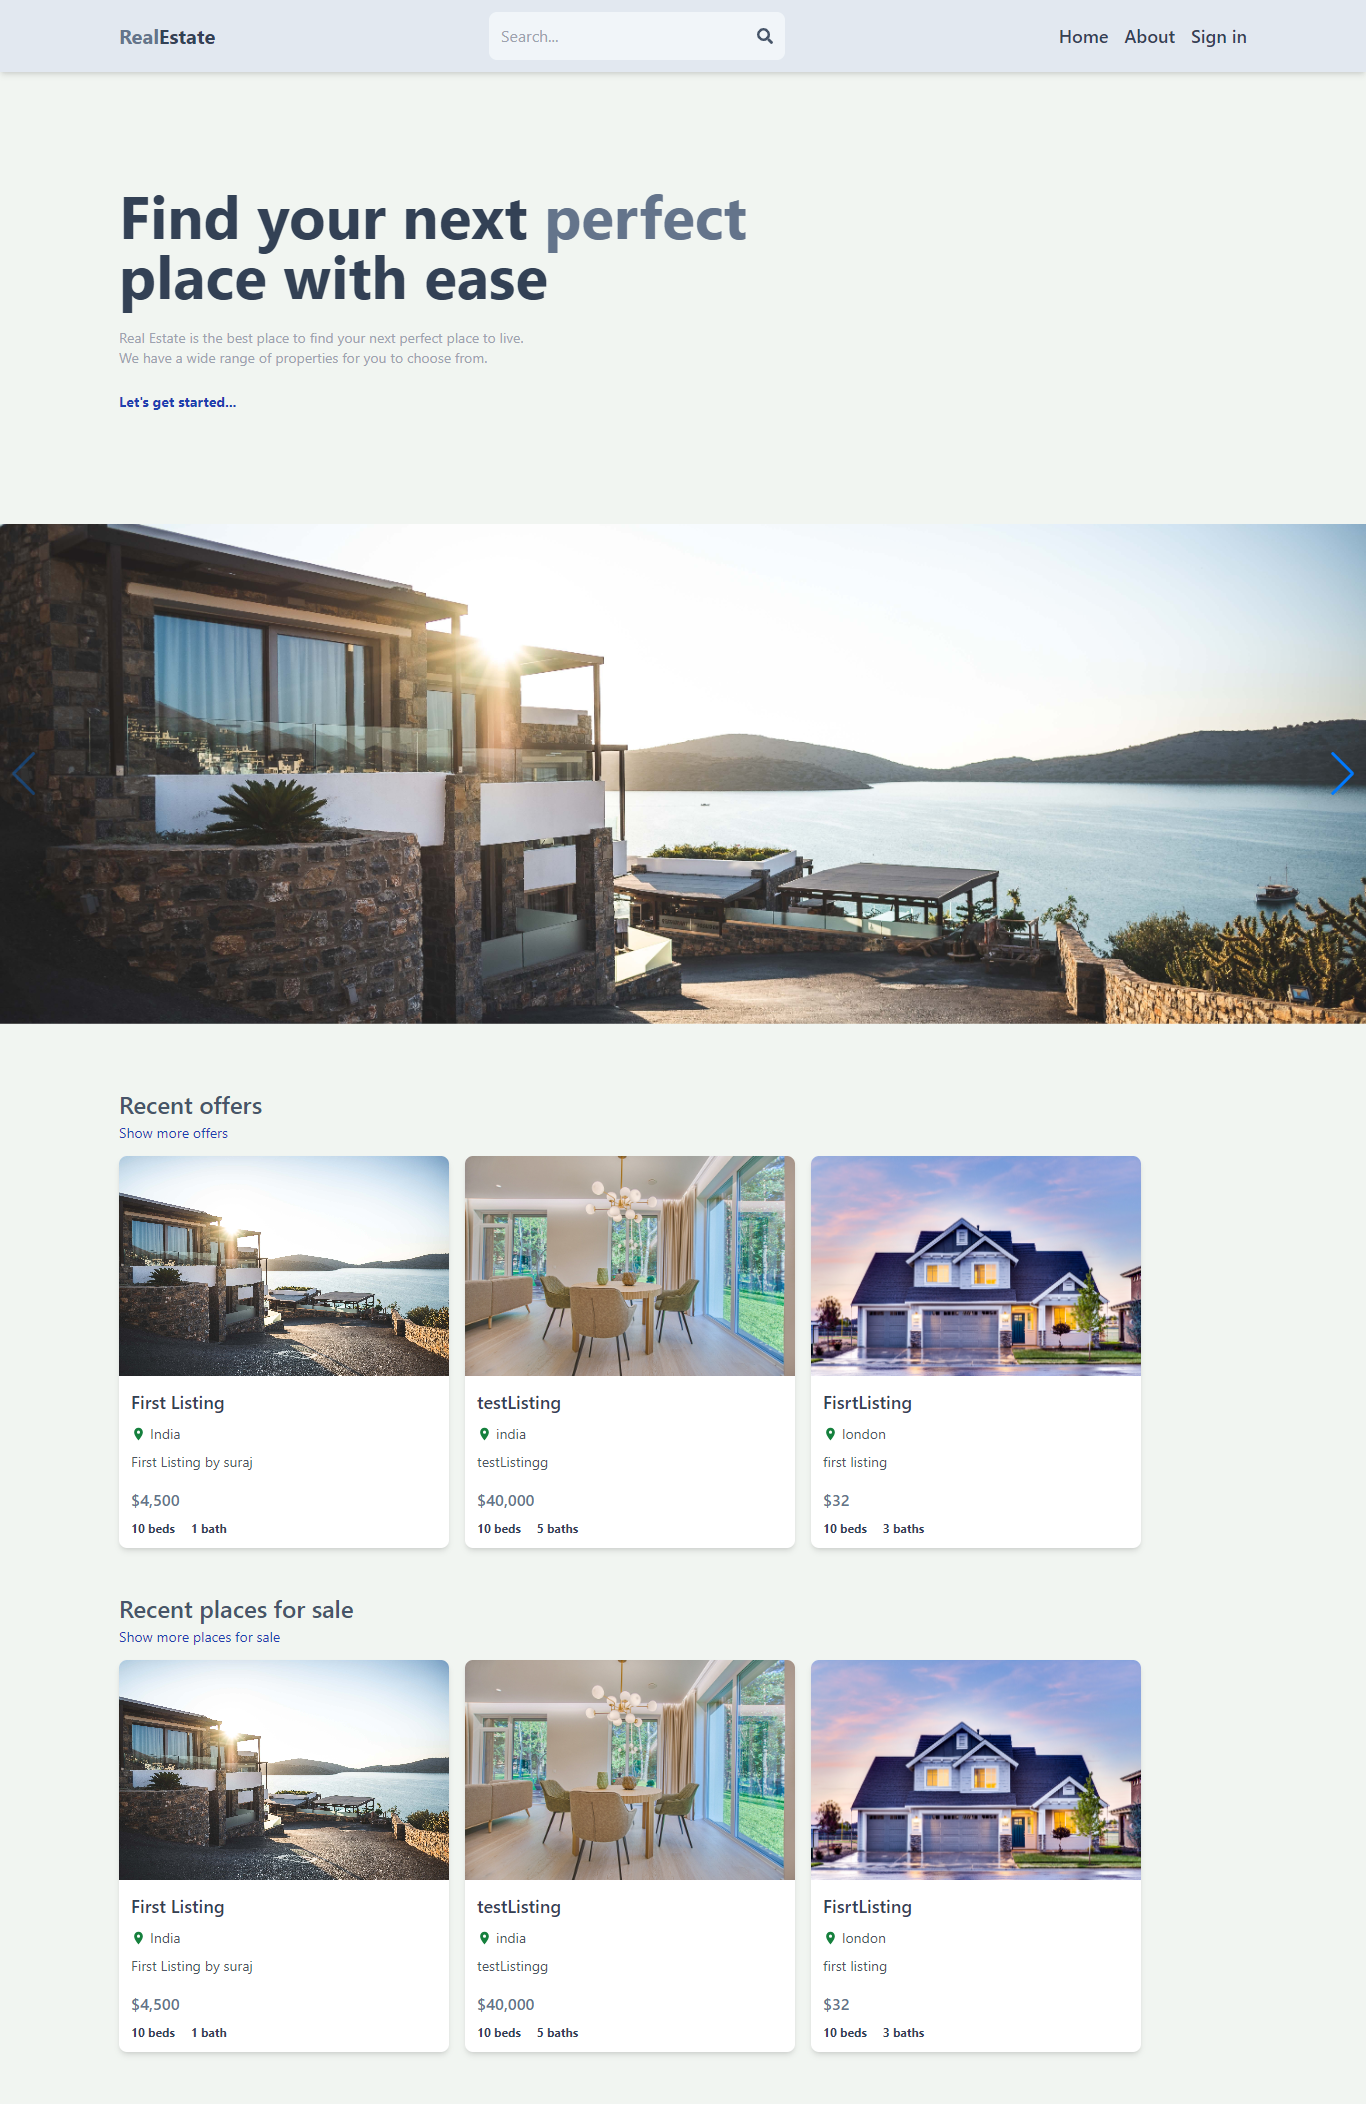 RealEstate
Search...
Home About Sign in
Find your next perfect
place with ease
Real Estate is the best place to find your next perfect place to live.
We have a wide range of properties for you to choose from.
Let's get started...
Recent offers
Show more offers
First Listing
India
First Listing by suraj
$4,500
10 beds 1 bath
testListing
india
testListingg
$40,000
10 beds 5 baths
FisrtListing
london
first listing
$32
10 beds 3 baths
Recent places for sale
Show more places for sale
First Listing
India
First Listing by suraj
$4,500
10 beds 1 bath
testListing
india
testListingg
$40,000
10 beds 5 baths
FisrtListing
london
first listing
$32
10 beds 3 baths